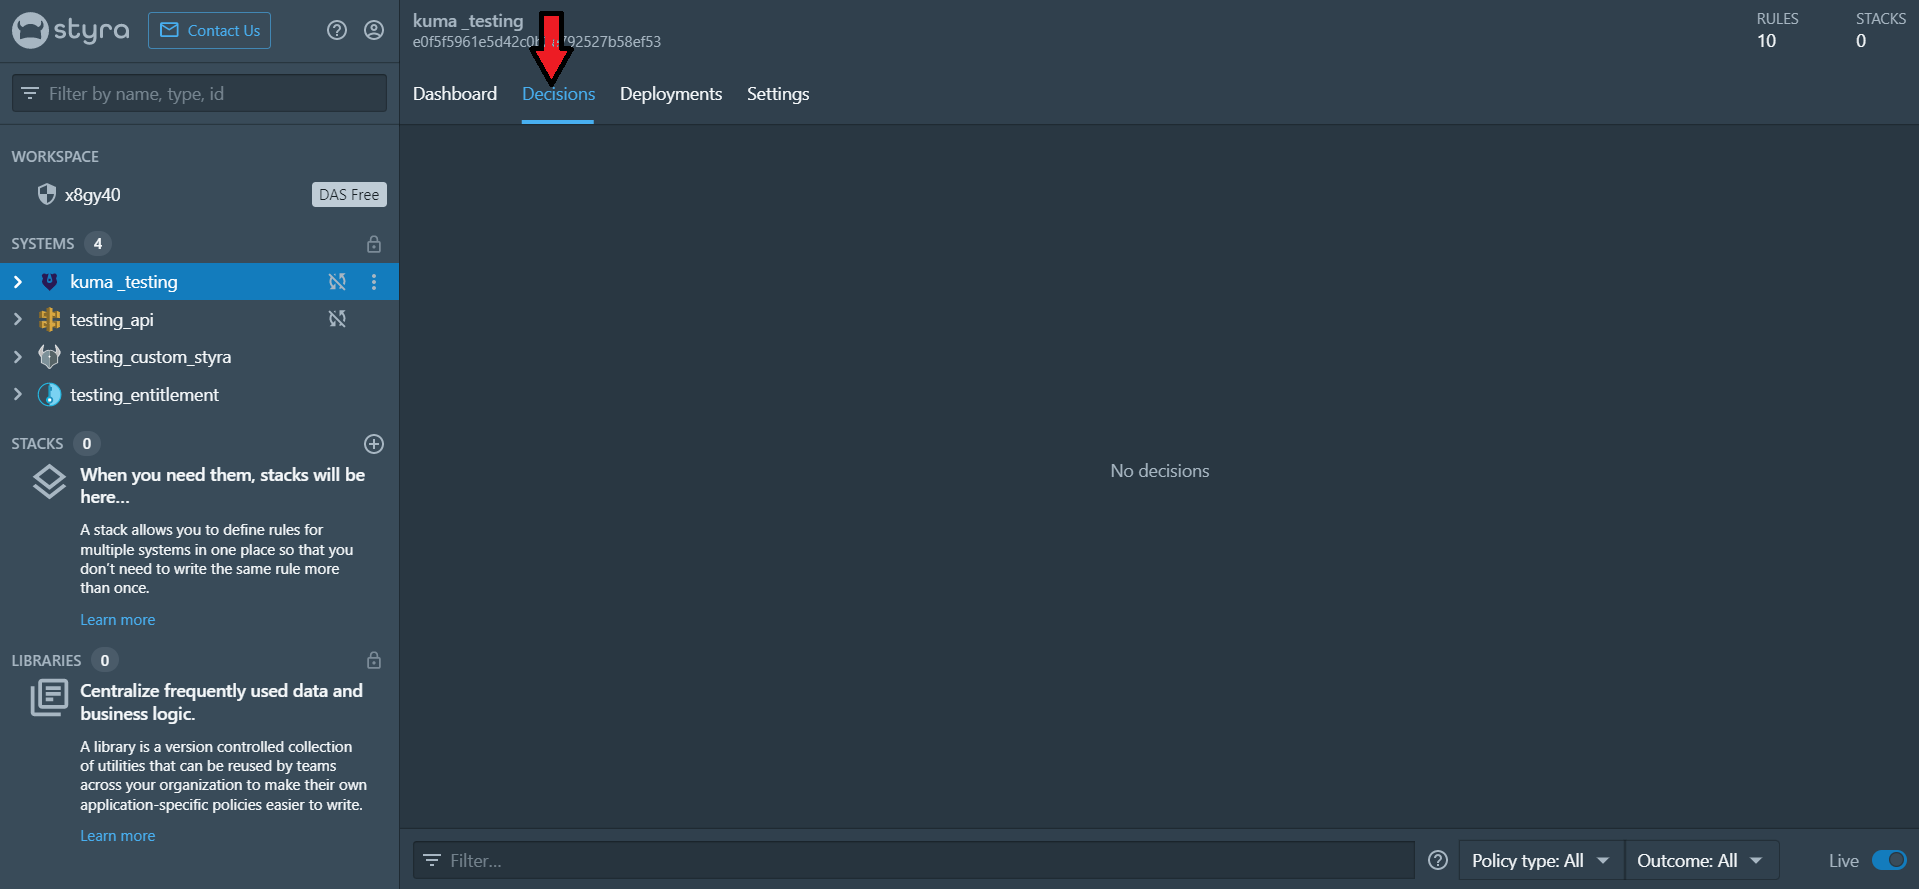 styra
Contact Us
Filter by name, type, id
WORKSPACE
x8gy40
DAS Free
SYSTEMS 4
kuma _testing
testing_api
testing_custom_styra
testing_entitlement
STACKS 0
When you need them, stacks will be
here...
A stack allows you to define rules for
multiple systems in one place so that you
don't need to write the same rule more
than once.
Learn more
LIBRARIES 0
Centralize frequently used data and
business logic.
A library is a version controlled collection
of utilities that can be reused by teams
across your organization to make their own
application-specific policies easier to write.
Learn more
kuma _testing
RULES
10
STACKS
0
Dashboard Decisions Deployments Settings
No decisions
Filter...
Policy type: All
Outcome: All
Live